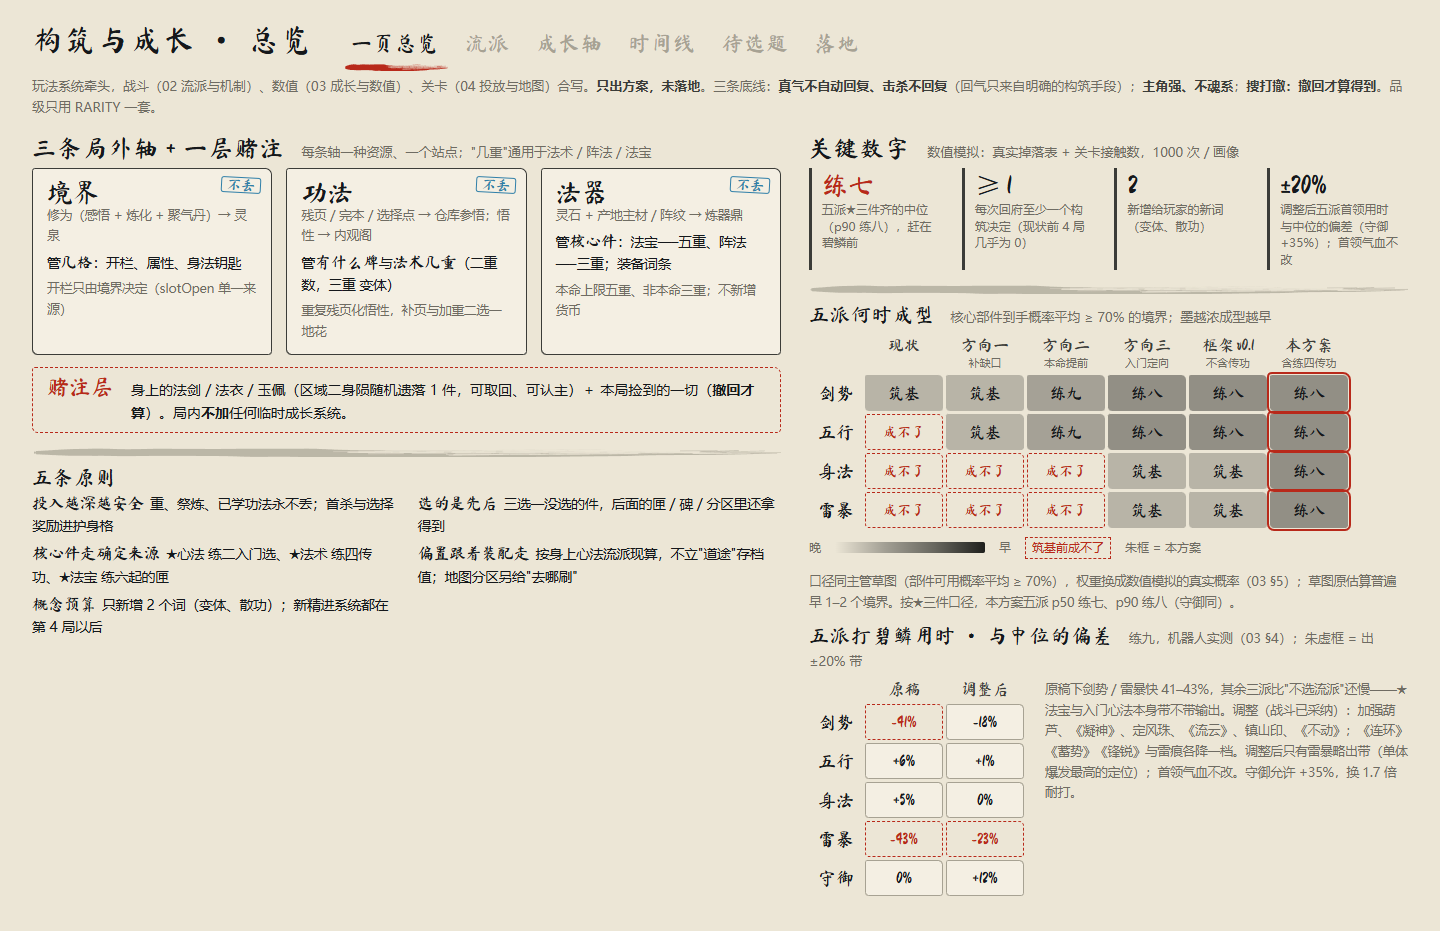 构筑与成长 · 总览
一页总览 流派 成长轴 时间线 待选题 落地
玩法系统牵头，战斗（02 流派与机制）、数值（03 成长与数值）、关卡（04 投放与地图）合写。只出方案，未落地。三条底线：真气不自动回复、击杀不回复（回气只来自明确的构筑手段）；主角强、不魂系；搜打撤：撤回才算得到。品
级只用 RARITY 一套。
三条局外轴 + 一层赌注 每条轴一种资源、一个站点；"几重"通用于法术 / 阵法 / 法宝
境界 不丢
修为（感悟 + 炼化 + 聚气丹）→ 灵
泉
管几格：开栏、属性、身法钥匙
开栏只由境界决定（slotOpen 单一来
源）
功法 不丢
残页 / 完本 / 选择点 → 仓库参悟；悟
性 → 内观阁
管有什么牌与法术几重（二重
数，三重 变体）
重复残页化悟性，补页与加重二选一
地花
法器 不丢
灵石 + 产地主材 / 阵纹 → 炼器鼎
管核心件：法宝一—五重、阵法
一—三重；装备词条
本命上限五重、非本命三重；不新增
货币
赌注层 身上的法剑 / 法衣 / 玉佩（区域二身陨随机遗落 1 件，可取回、可认主）+ 本局捡到的一切（撤回才
算）。局内不加任何临时成长系统。
五条原则
投入越深越安全 重、祭炼、已学功法永不丢；首杀与选择
奖励进护身格
核心件走确定来源 ★心法 练二入门选、★法术 练四传
功、★法宝 练六起的匣
概念预算 只新增 2 个词（变体、散功）；新精进系统都在
第 4 局以后
选的是先后 三选一没选的件，后面的匣 / 碑 / 分区里还拿
得到
偏置跟着装配走 按身上心法流派现算，不立"道途"存档
值；地图分区另给"去哪刷"
关键数字 数值模拟：真实掉落表 + 关卡接触数，1000 次 / 画像
练七
五派★三件齐的中位
（p90 练八），赶在
碧鳞前
≥1
每次回府至少一个构
筑决定（现状前 4 局
几乎为 0）
2
新增给玩家的新词
（变体、散功）
±20%
调整后五派首领用时
与中位的偏差（守御
+35%）；首领气血不
改
五派何时成型 核心部件到手概率平均 ≥ 70% 的境界；墨越浓成型越早
现状 方向一 方向二 方向三 框架 v0.1 本方案
补缺口 本命提前 入门定向 不含传功 含练四传功
剑势 筑基 筑基 练九 练八 练八 练八
五行 成不了 筑基 练九 练八 练八 练八
身法 成不了 成不了 成不了 筑基 筑基 练八
雷暴 成不了 成不了 成不了 筑基 筑基 练八
晚 早 筑基前成不了 朱框 = 本方案
口径同主管草图（部件可用概率平均 ≥ 70%），权重换成数值模拟的真实概率（03 §5）；草图原估算普遍
早 1–2 个境界。按★三件口径，本方案五派 p50 练七、p90 练八（守御同）。
五派打碧鳞用时 · 与中位的偏差 练九，机器人实测（03 §4）；朱虚框 = 出
±20% 带
原稿 调整后
剑势 -41% -18%
五行 +6% +1%
身法 +5% 0%
雷暴 -43% -23%
守御 0% +12%
原稿下剑势 / 雷暴快 41–43%，其余三派比"不选流派"还慢——★
法宝与入门心法本身带不带输出。调整（战斗已采纳）：加强葫
芦、《凝神》、定风珠、《流云》、镇山印、《不动》；《连环》
《蓄势》《锋锐》与雷痕各降一档。调整后只有雷暴略出带（单体
爆发最高的定位）；首领气血不改。守御允许 +35%，换 1.7 倍
耐打。